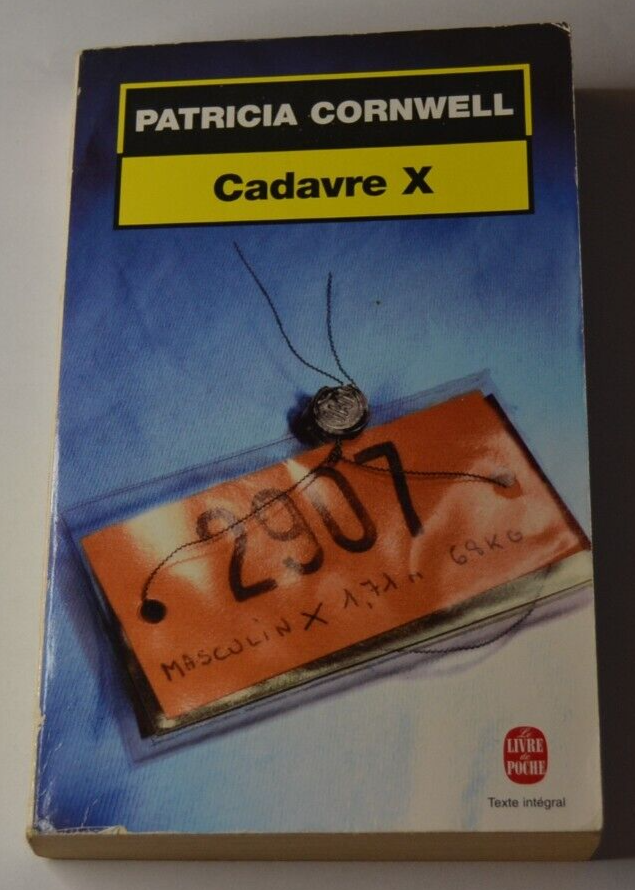 PATRICIA CORNWELL
Cadavre X
2907
MASCULIN X 1,71 M 68KG
Le
LIVRE
de
POCHE
Texte intégral